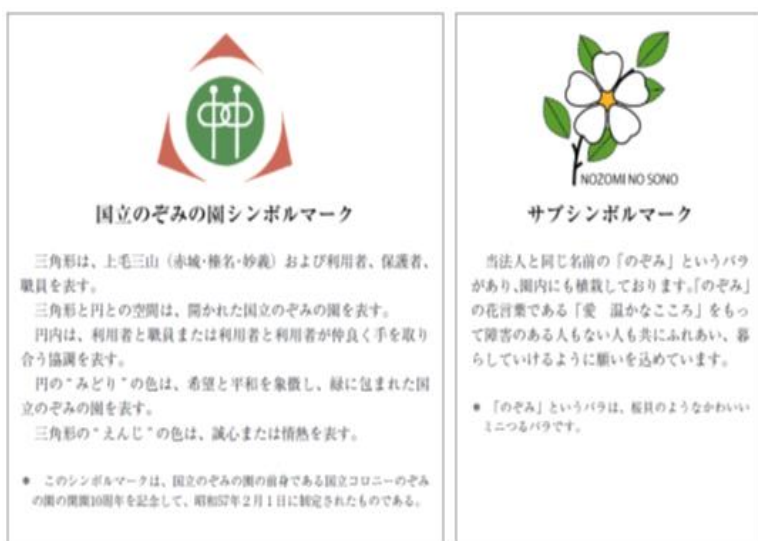 国立のぞみの園シンボルマーク
三角形は、上毛三山（赤城・榛名・妙義）および利用者、保護者、
職員を表す。
三角形と円との空間は、開かれた国立のぞみの園を表す。
円内は、利用者と職員または利用者と利用者が仲良く手を取り
合う協調を表す。
円の“みどり”の色は、希望と平和を象徴し、緑に包まれた国
立のぞみの園を表す。
三角形の“えんじ”の色は、誠心または情熱を表す。
＊ このシンボルマークは、国立のぞみの園の前身である国立コロニーのぞみ
の園の開園10周年を記念して、昭和57年２月１日に制定されたものである。
NOZOMI NO SONO
サブシンボルマーク
当法人と同じ名前の「のぞみ」というバラ
があり、園内にも植栽しております。「のぞみ」
の花言葉である「愛　温かなこころ」をもっ
て障害のある人もない人も共にふれあい、暮
らしていけるように願いを込めています。
＊ 「のぞみ」というバラは、桜貝のようなかわいい
ミニつるバラです。